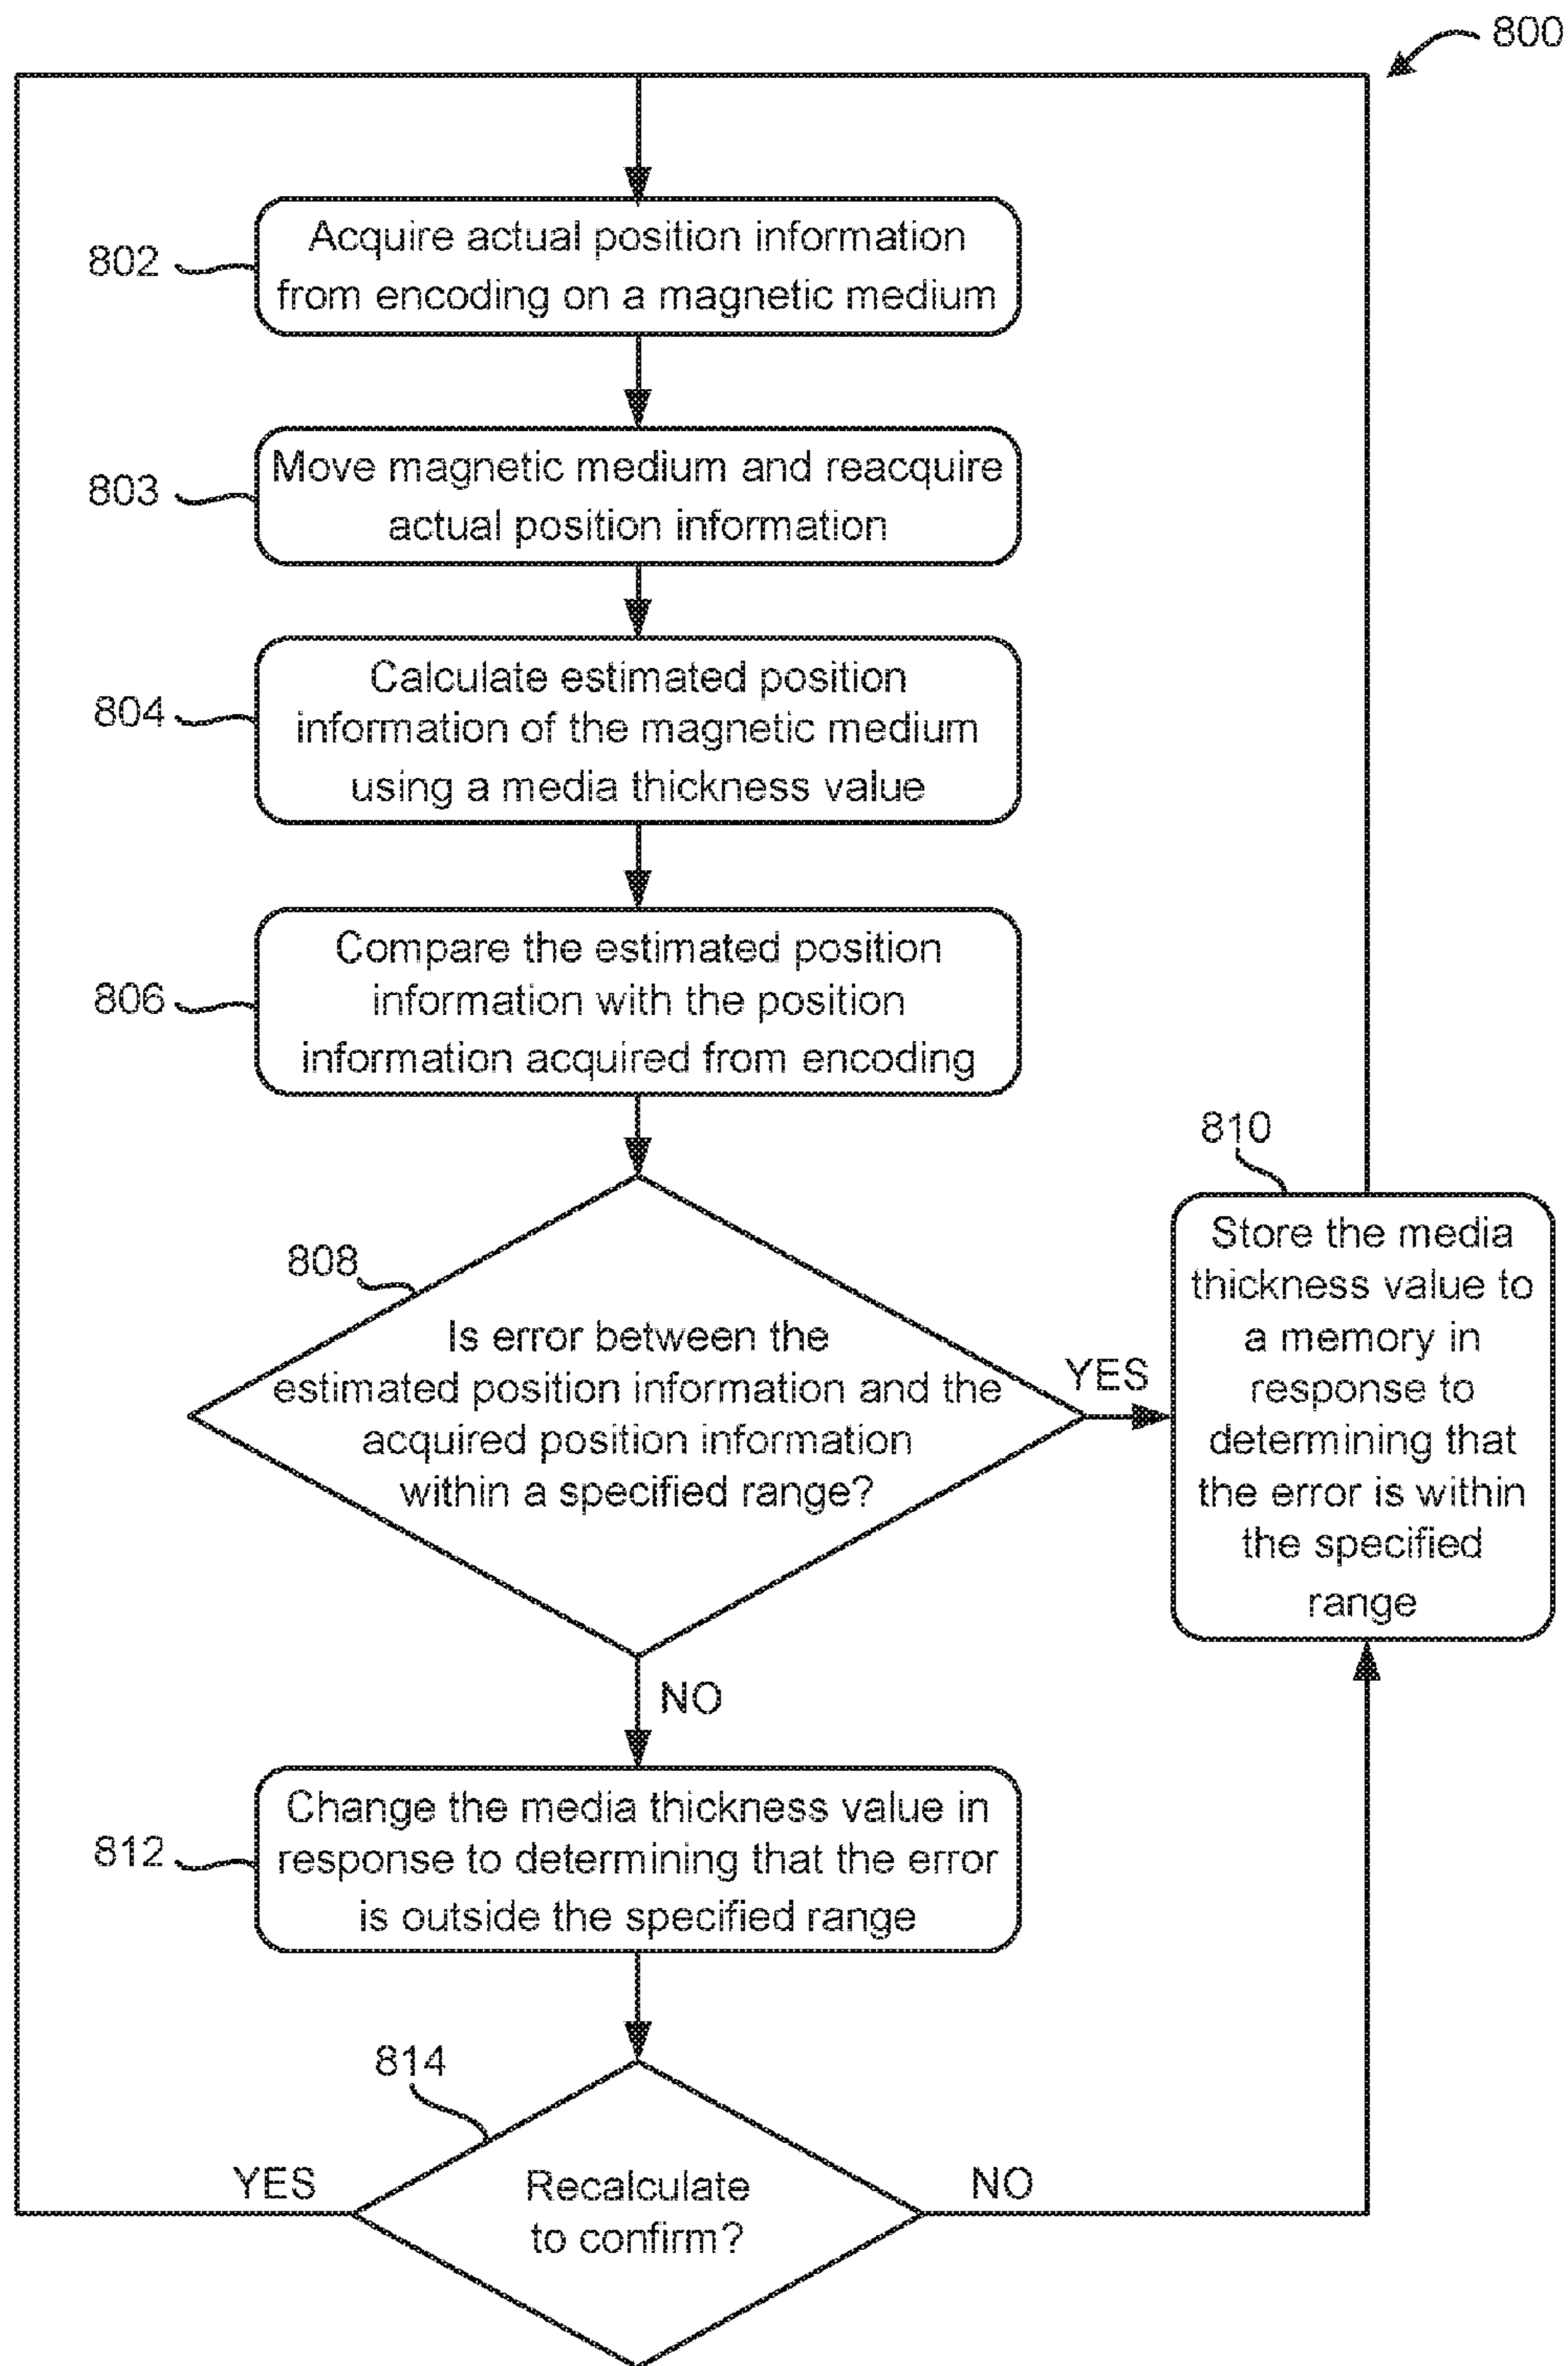 800
802
Acquire actual position information
from encoding on a magnetic medium
803
Move magnetic medium and reacquire
actual position information
804
Calculate estimated position
information of the magnetic medium
using a media thickness value
806
Compare the estimated position
information with the position
information acquired from encoding
808
Is error between the
estimated position information and the
acquired position information
within a specified range?
YES
810
Store the media
thickness value to
a memory in
response to
determining that
the error is within
the specified
range
NO
812
Change the media thickness value in
response to determining that the error
is outside the specified range
814
YES
Recalculate
to confirm?
NO